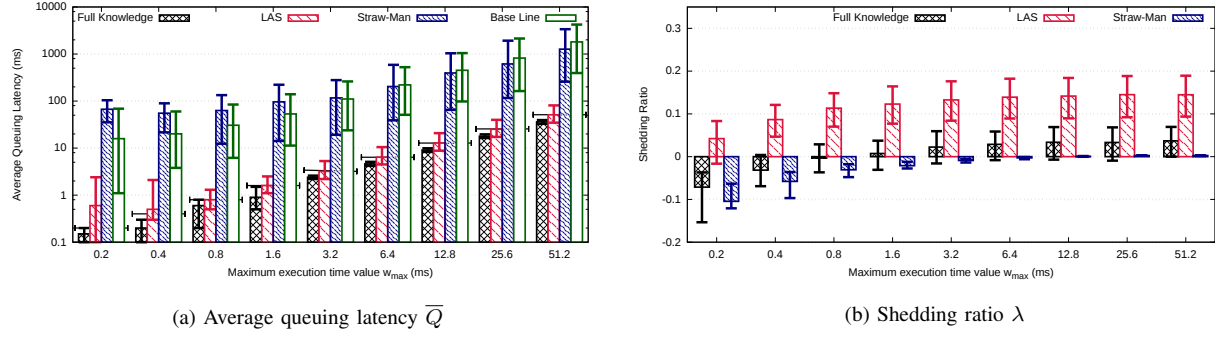 Full Knowledge LAS Straw-Man Base Line
Average Queuing Latency (ms)
10000
1000
100
10
1
0.1
0.2 0.4 0.8 1.6 3.2 6.4 12.8 25.6 51.2
Maximum execution time value wmax (ms)
(a) Average queuing latency Q̅
Full Knowledge LAS Straw-Man
Shedding Ratio
0.3
0.2
0.1
0
-0.1
-0.2
0.2 0.4 0.8 1.6 3.2 6.4 12.8 25.6 51.2
Maximum execution time value wmax (ms)
(b) Shedding ratio λ